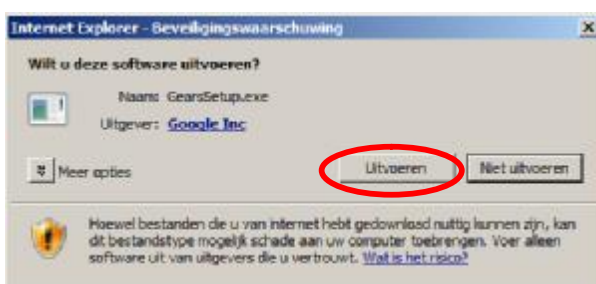 Internet Explorer - Beveiligingswaarschuwing
Wilt u deze software uitvoeren?
Naam: GearsSetup.exe
Uitgever: Google Inc
Meer opties
Uitvoeren
Niet uitvoeren
Hoewel bestanden die u van internet hebt gedownload nuttig kunnen zijn, kan
dit bestandstype mogelijk schade aan uw computer toebrengen. Voer alleen
software uit van uitgevers die u vertrouwt. Wat is het risico?